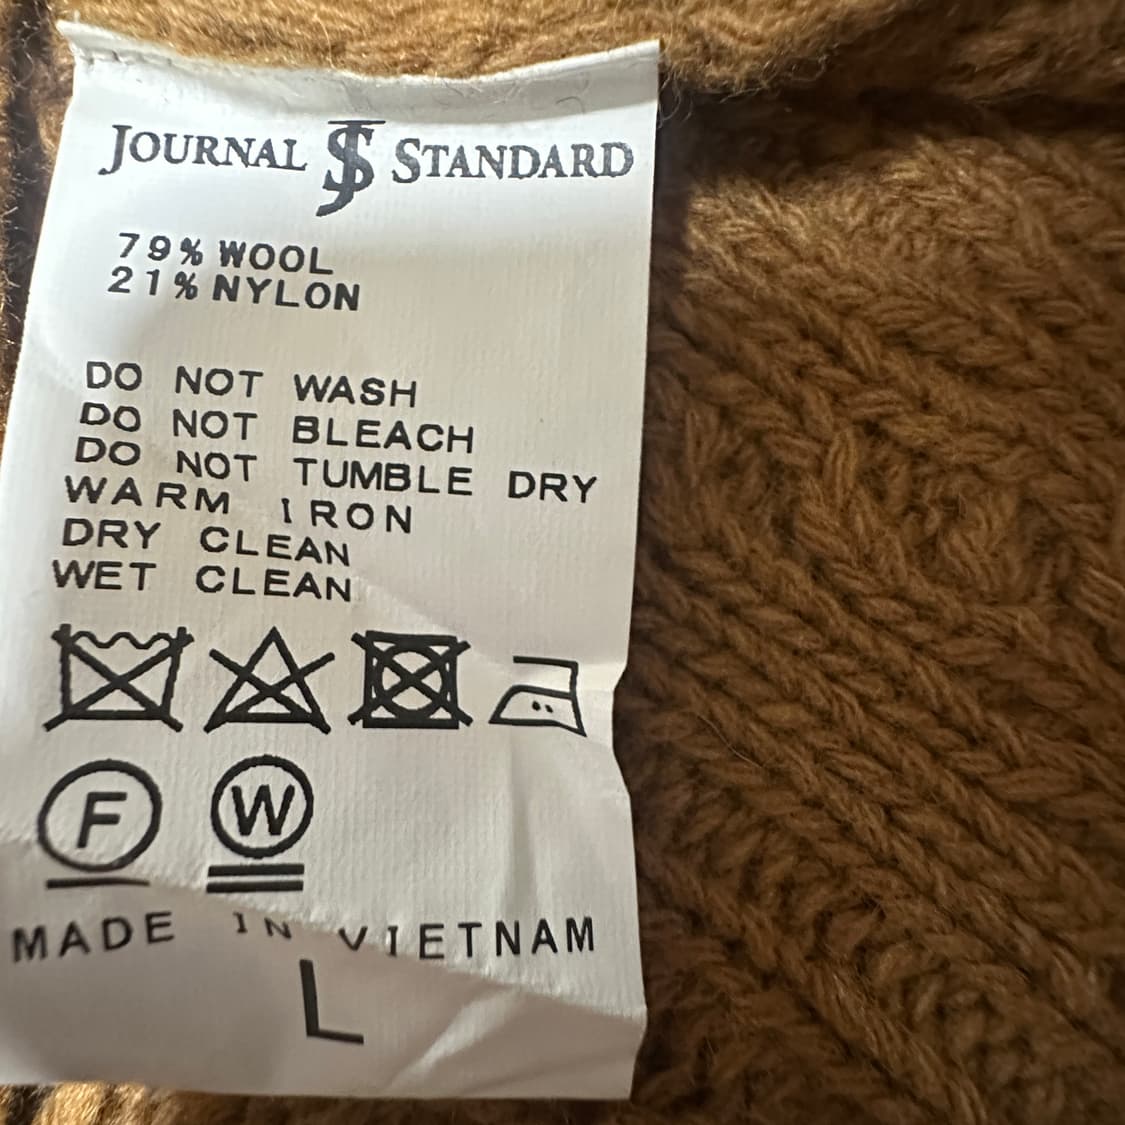 JOURNAL JS STANDARD
79% WOOL
21% NYLON
DO NOT WASH
DO NOT BLEACH
DO NOT TUMBLE DRY
WARM IRON
DRY CLEAN
WET CLEAN
F W
MADE IN VIETNAM
L